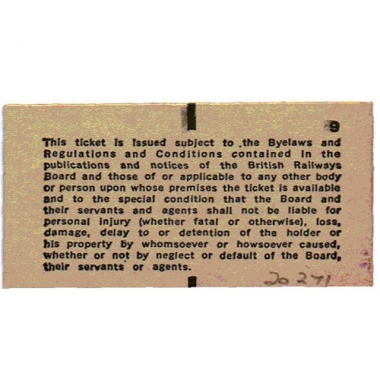 9
This ticket is issued subject to the Byelaws and
Regulations and Conditions contained in the
publications and notices of the British Railways
Board and those of or applicable to any other body
or person upon whose premises the ticket is available
and to the special condition that the Board and
their servants and agents shall not be liable for
personal injury (whether fatal or otherwise), loss,
damage, delay to or detention of the holder or
his property by whomsoever or howsoever caused,
whether or not by neglect or default of the Board,
their servants or agents.
20 271